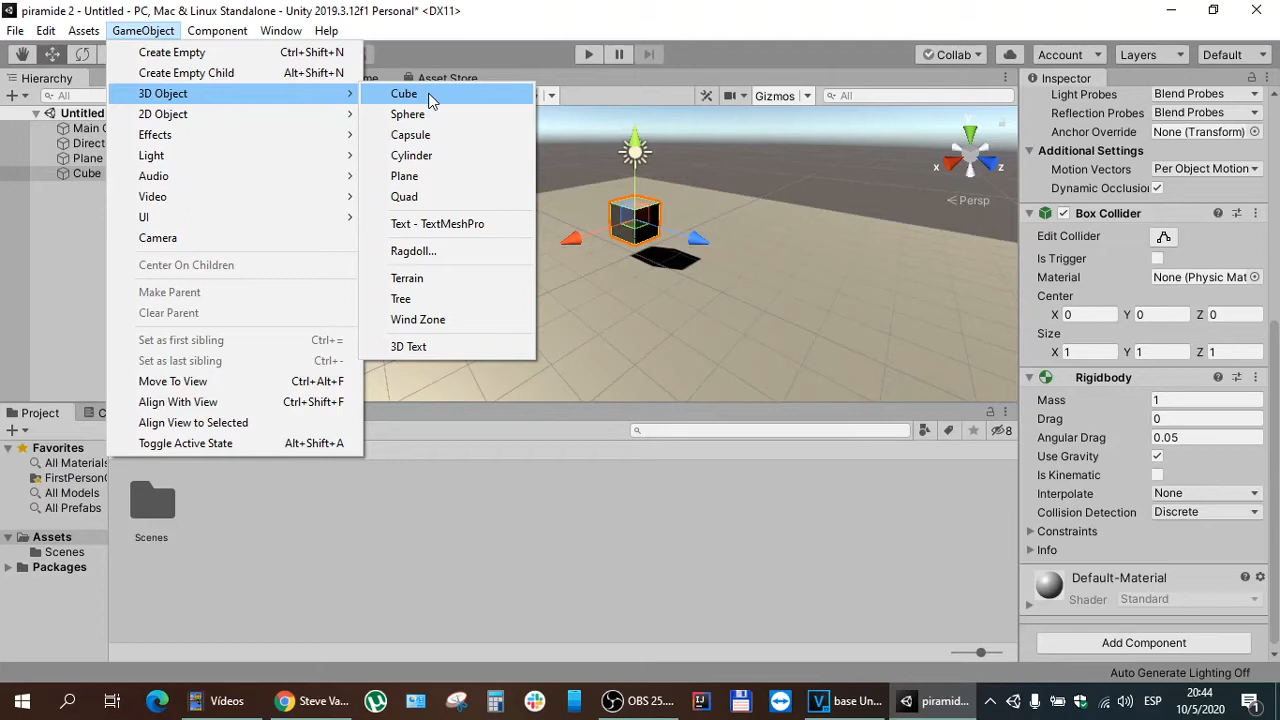 piramide 2 - Untitled - PC, Mac & Linux Standalone - Unity 2019.3.12f1 Personal* <DX11>
File Edit Assets GameObject Component Window Help
Collab Account Layers Default
Hierarchy
All
Untitled
Main
Direct
Plane
Cube
Create Empty Ctrl+Shift+N
Create Empty Child Alt+Shift+N
3D Object
2D Object
Effects
Light
Audio
Video
UI
Camera
Center On Children
Make Parent
Clear Parent
Set as first sibling Ctrl+=
Set as last sibling Ctrl+-
Move To View Ctrl+Alt+F
Align With View Ctrl+Shift+F
Align View to Selected
Toggle Active State Alt+Shift+A
Cube
Sphere
Capsule
Cylinder
Plane
Quad
Text - TextMeshPro
Ragdoll...
Terrain
Tree
Wind Zone
3D Text
Asset Store
Gizmos All
x z
Persp
Inspector
Light Probes Blend Probes
Reflection Probes Blend Probes
Anchor Override None (Transform)
Additional Settings
Motion Vectors Per Object Motion
Dynamic Occlusion
Box Collider
Edit Collider
Is Trigger
Material None (Physic Mat
Center
X 0 Y 0 Z 0
Size
X 1 Y 1 Z 1
Rigidbody
Mass 1
Drag 0
Angular Drag 0.05
Use Gravity
Is Kinematic
Interpolate None
Collision Detection Discrete
Constraints
Info
Default-Material
Shader Standard
Add Component
Auto Generate Lighting Off
Project
8
Favorites
All Materials
FirstPerson
All Models
All Prefabs
Assets
Scenes
Packages
Scenes
Vídeos Steve Va OBS 25.... base Un... piramid... ESP 20:44
10/5/2020
1